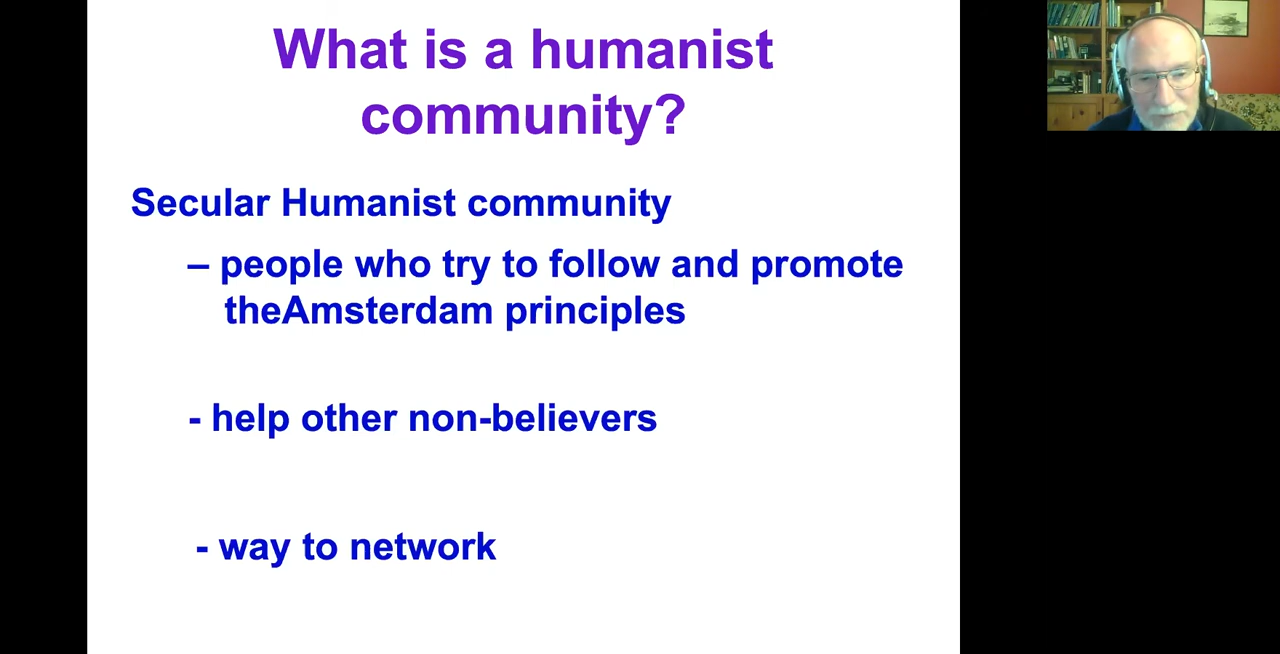 What is a humanist
community?
Secular Humanist community
– people who try to follow and promote
theAmsterdam principles
- help other non-believers
- way to network